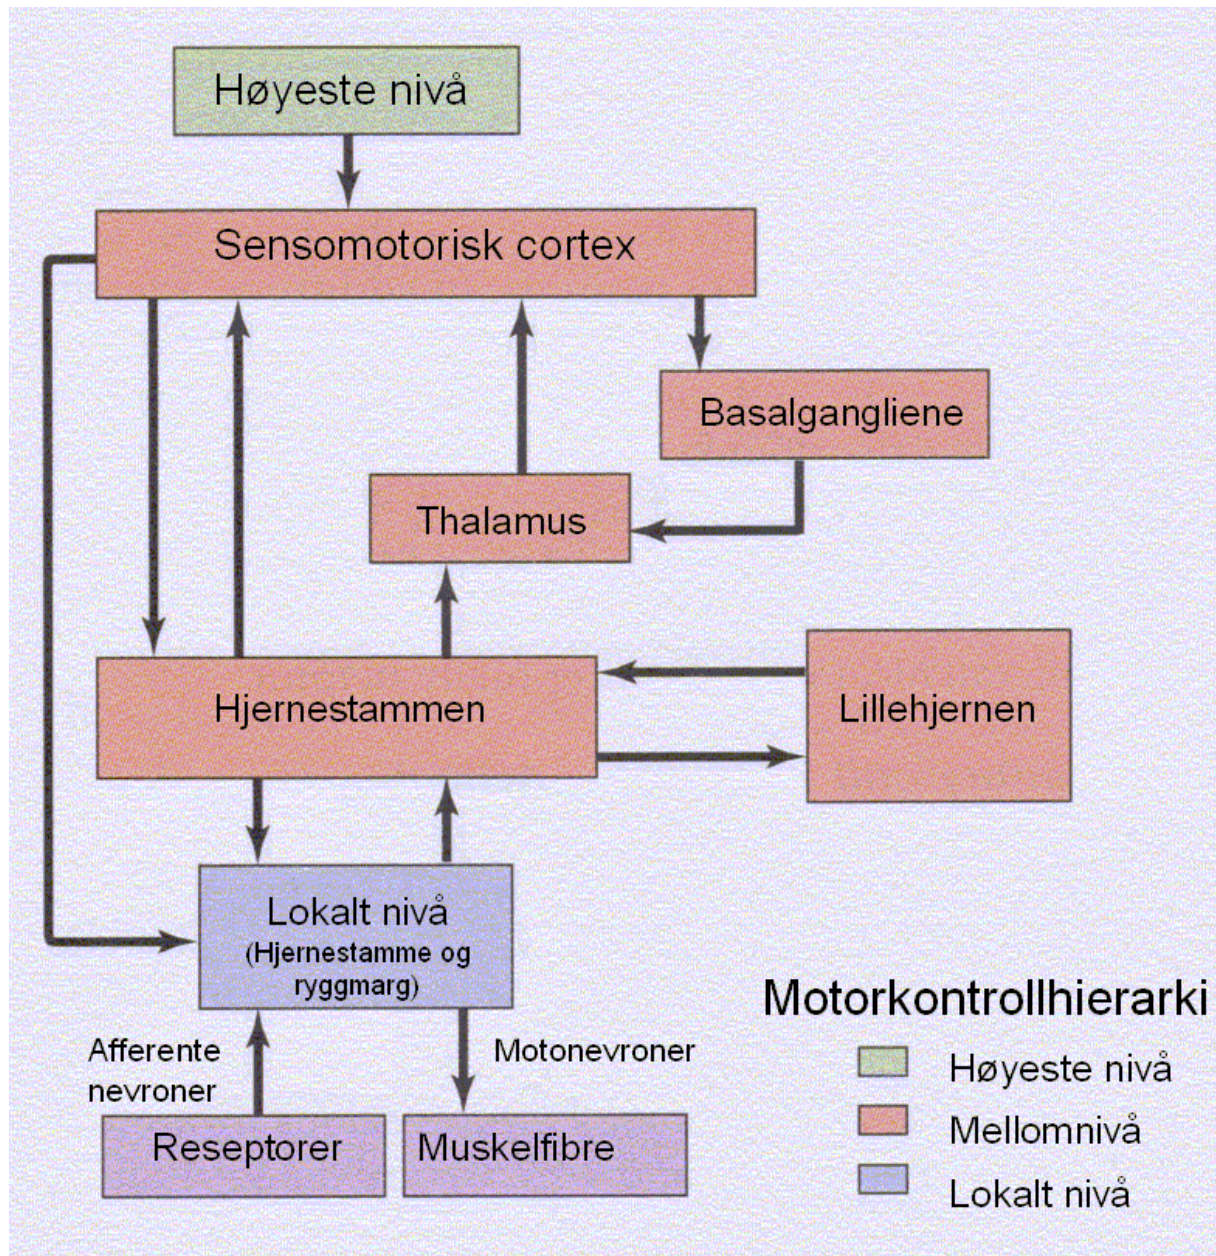 Høyeste nivå
Sensomotorisk cortex
Basalgangliene
Thalamus
Hjernestammen
Lillehjernen
Lokalt nivå
(Hjernestamme og
ryggmarg)
Afferente
nevroner
Motonevroner
Reseptorer
Muskelfibre
Motorkontrollhierarki
Høyeste nivå
Mellomnivå
Lokalt nivå